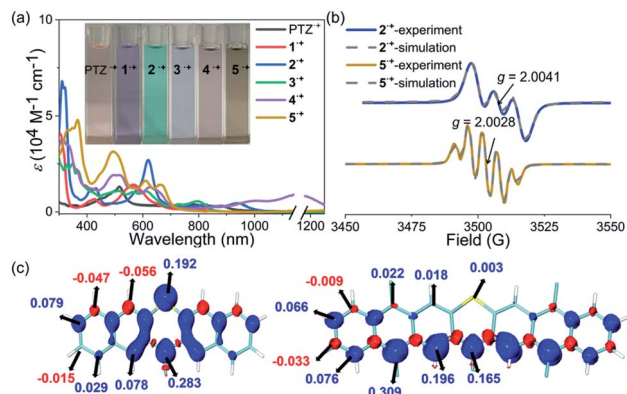 (a)
10
8
6
4
2
0
ε (10⁴ M⁻¹ cm⁻¹)
PTZ·⁺
1·⁺
2·⁺
3·⁺
4·⁺
5·⁺
PTZ·⁺
1·⁺
2·⁺
3·⁺
4·⁺
5·⁺
400 600 800 1000 1200
Wavelength (nm)
(b)
2·⁺-experiment
2·⁺-simulation
5·⁺-experiment
5·⁺-simulation
g = 2.0041
g = 2.0028
3450 3500 3550
Field (G)
(c)
0.192
-0.056
-0.047
0.079
-0.015
0.029
0.078
0.283
0.003
0.018
0.022
-0.009
0.066
-0.033
0.076
0.309
0.196
0.165